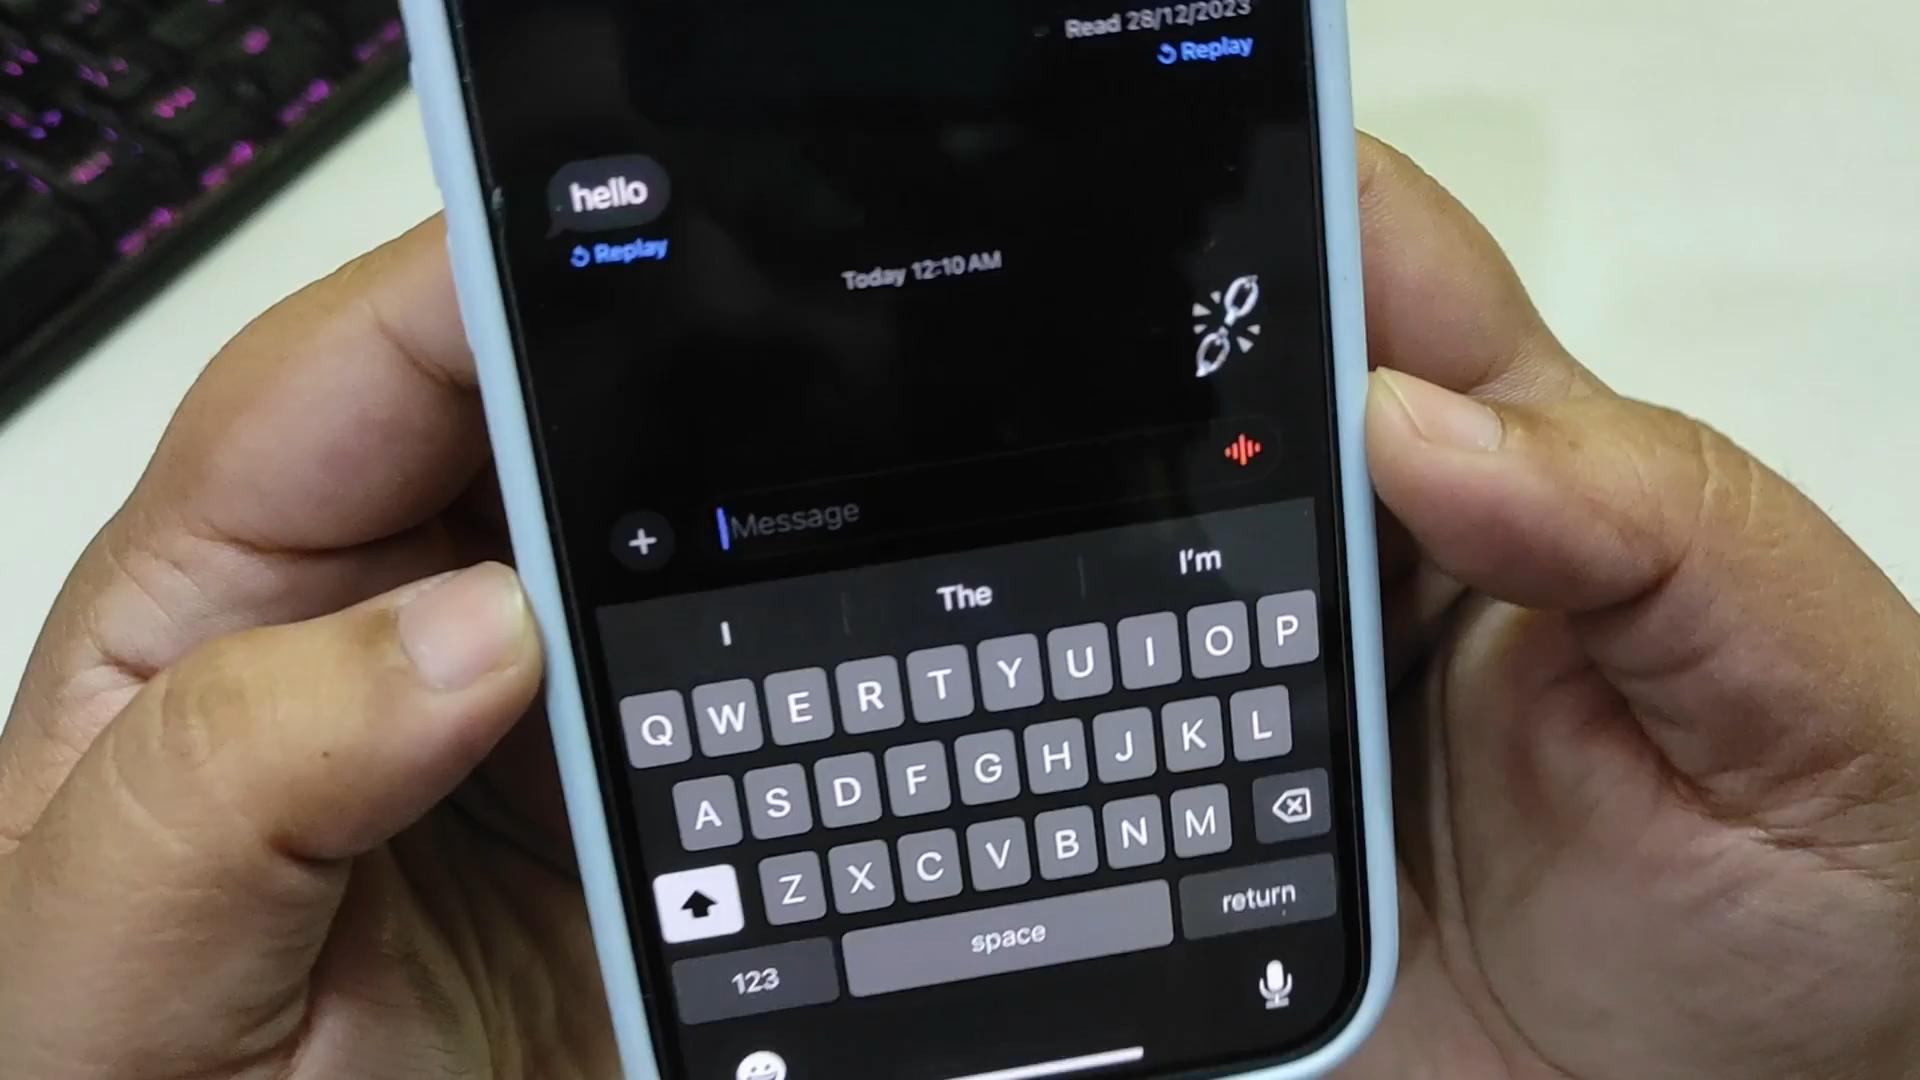 Read 28/12/2023
Replay
hello
Replay
Today 12:10 AM
Message
I
The
I'm
Q W E R T Y U I O P
A S D F G H J K L
Z X C V B N M
123
space
return